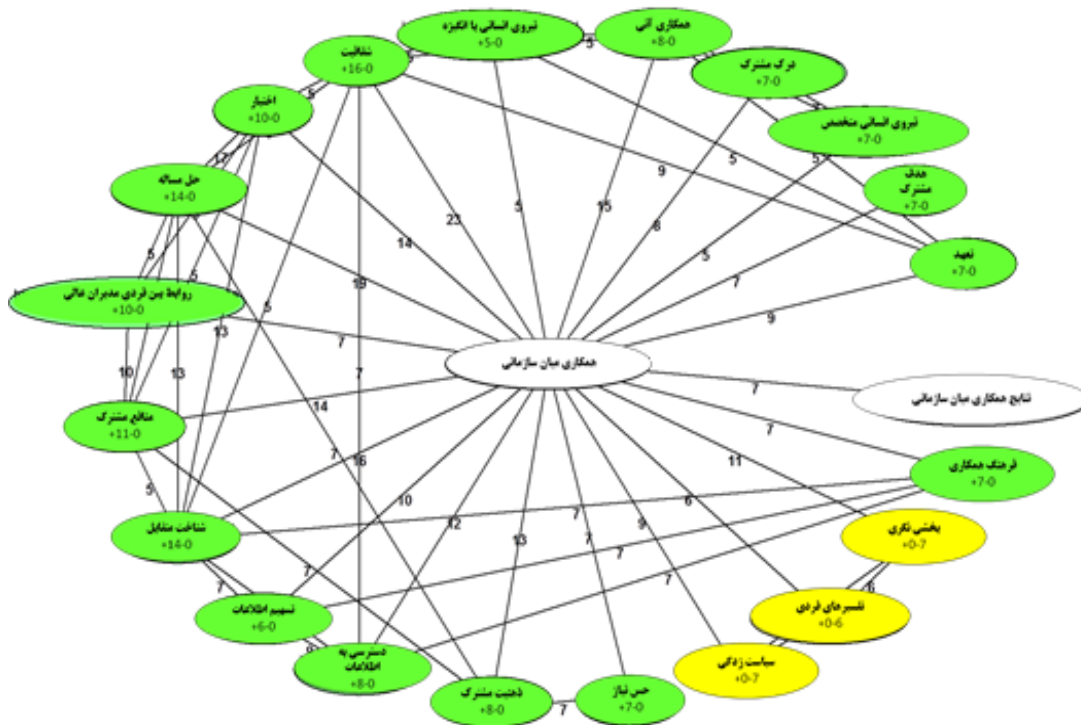 نیروی انسانی با انگیزه
+5-0
همکاری آتی
+8-0
شفافیت
+16-0
درک مشترک
+7-0
اختیار
+10-0
نیروی انسانی متخصص
+7-0
حل مساله
+14-0
هدف
مشترک
+7-0
تعهد
+7-0
روابط بین فردی مدیران عالی
+10-0
همکاری میان سازمانی
نتایج همکاری میان سازمانی
منافع مشترک
+11-0
فرهنگ همکاری
+7-0
شناخت متقابل
+14-0
بخشی نگری
+0-7
تسهیم اطلاعات
+6-0
تفسیرهای فردی
+0-6
دسترسی به
اطلاعات
+8-0
سیاست زدگی
+0-7
ذهنیت مشترک
+8-0
حس نیاز
+7-0
5
5
17
5
9
5
15
6
5
23
14
5
7
19
9
5
5
5
13
7
7
7
10
13
14
7
11
7
16
10
6
5
12
13
7
9
7
7
7
7
6
7